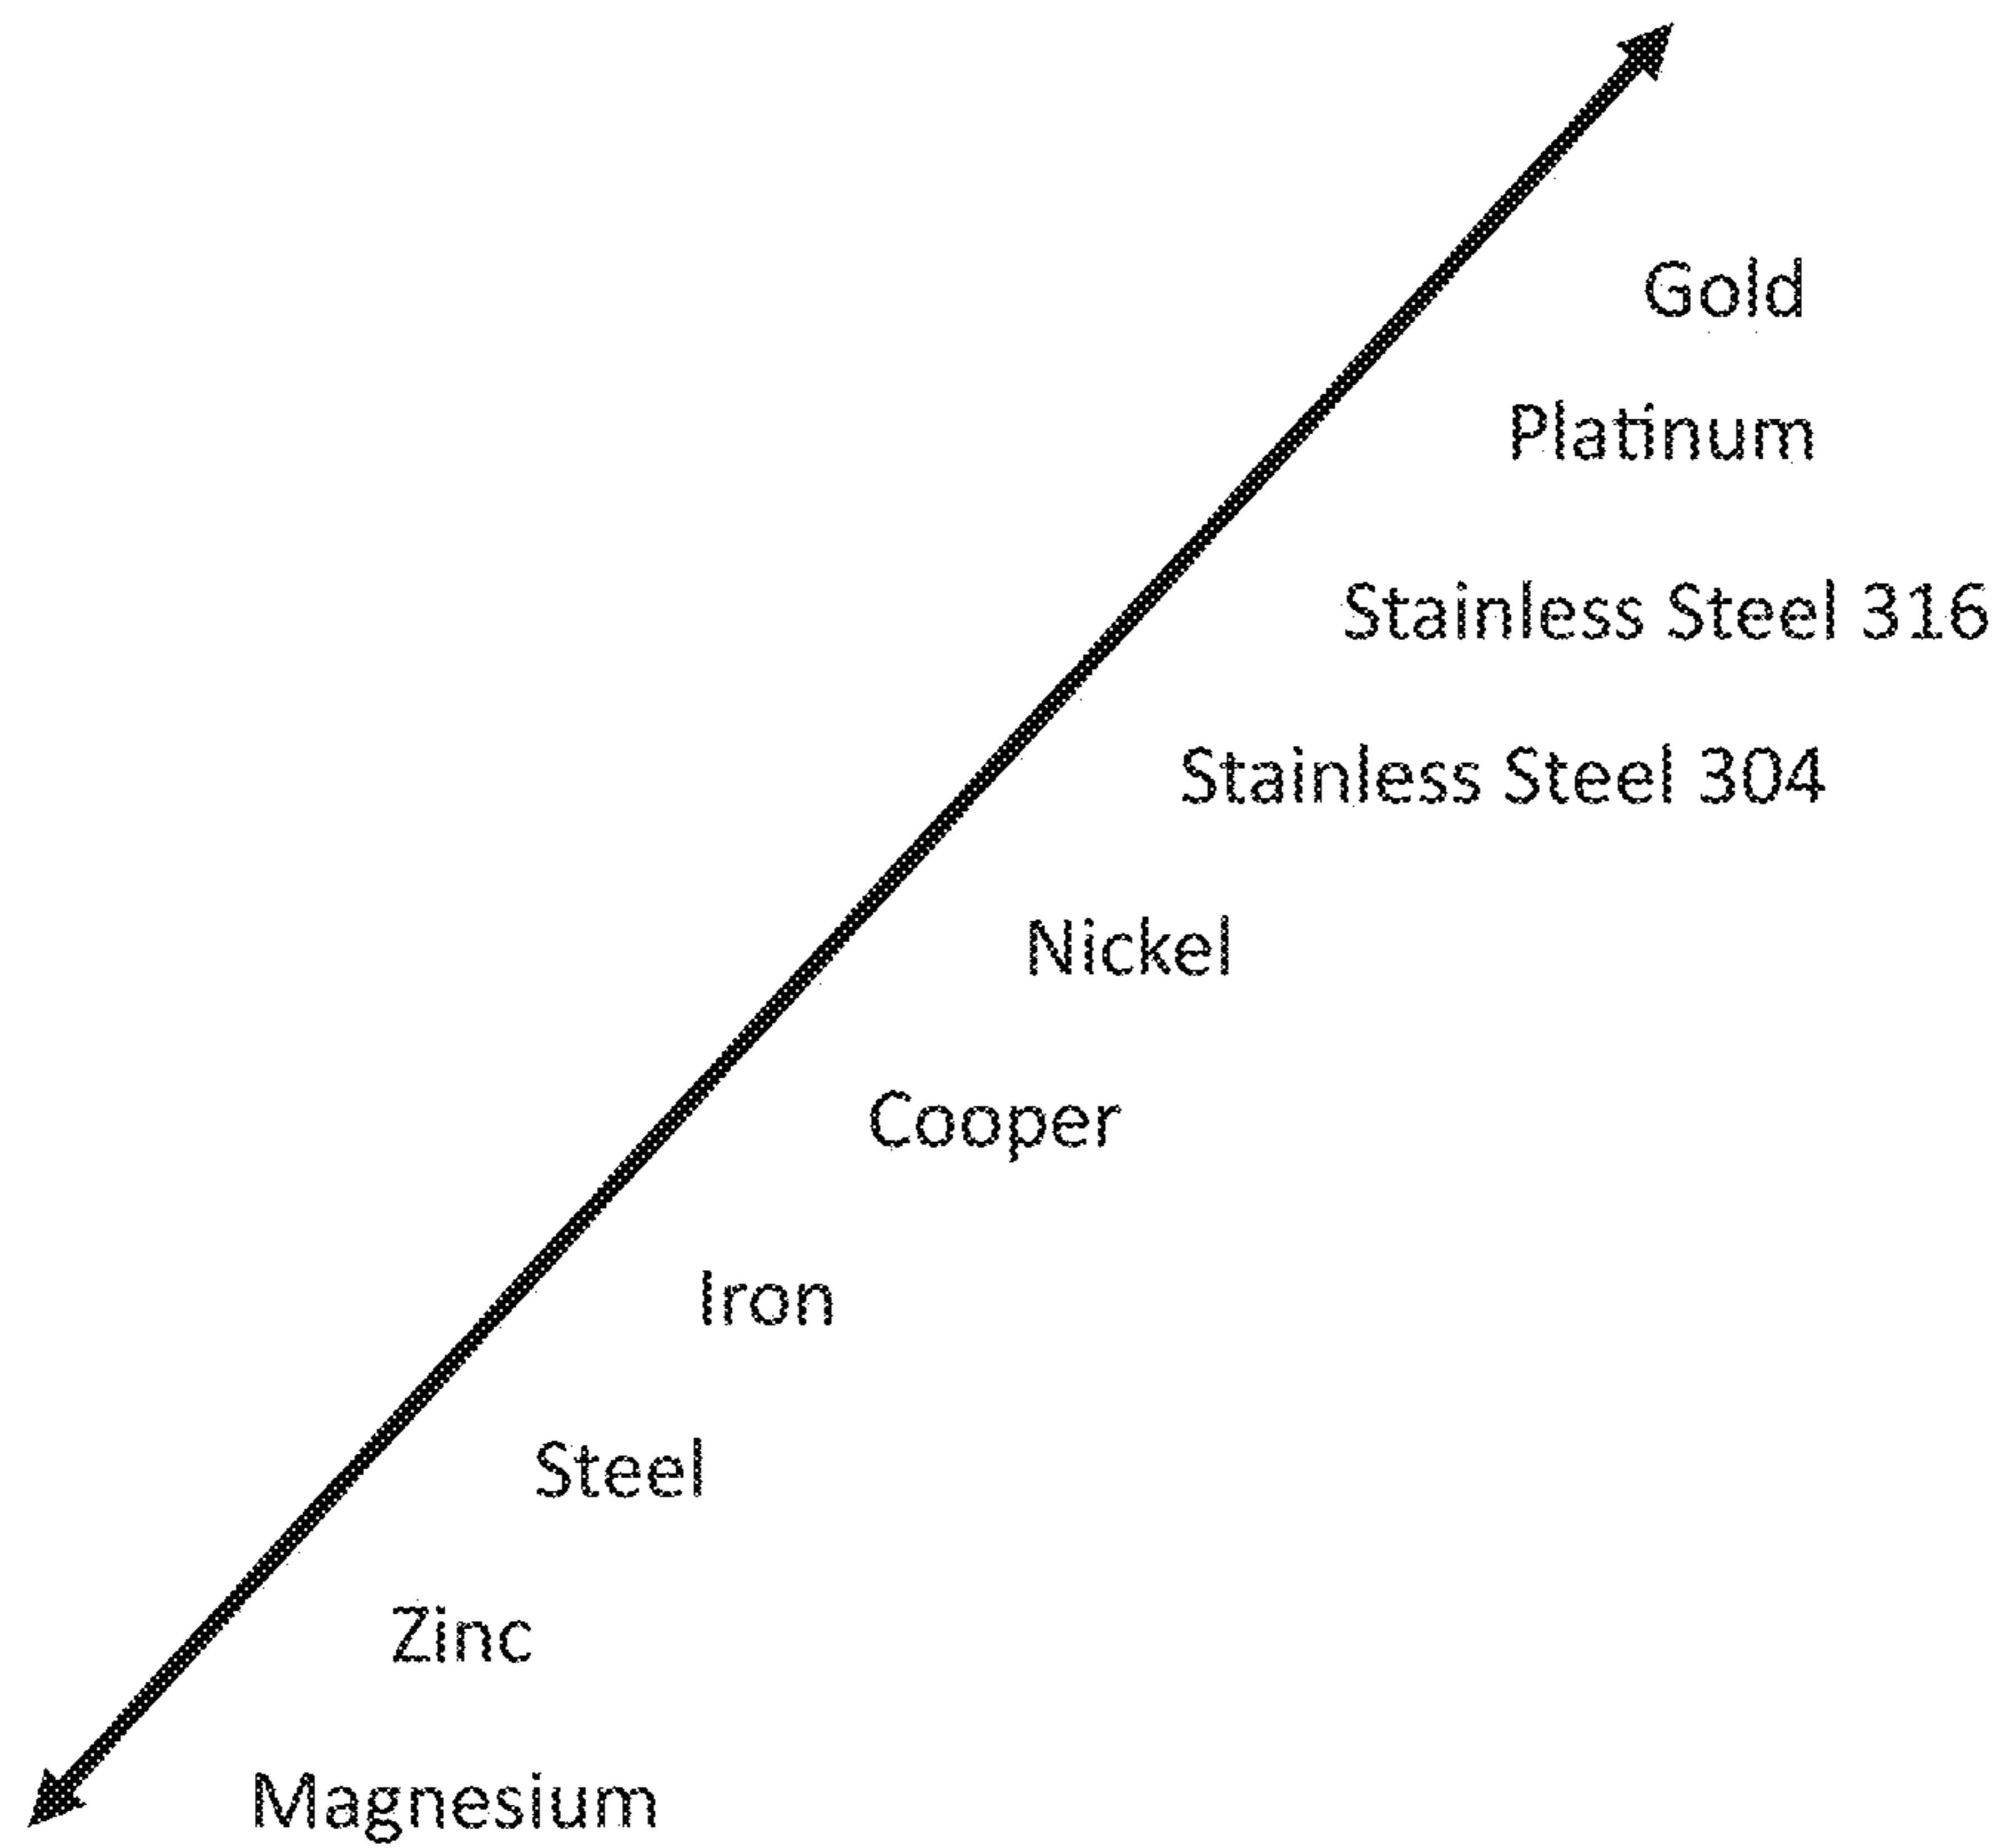 Gold
Platinum
Stainless Steel 316
Stainless Steel 304
Nickel
Cooper
Iron
Steel
Zinc
Magnesium